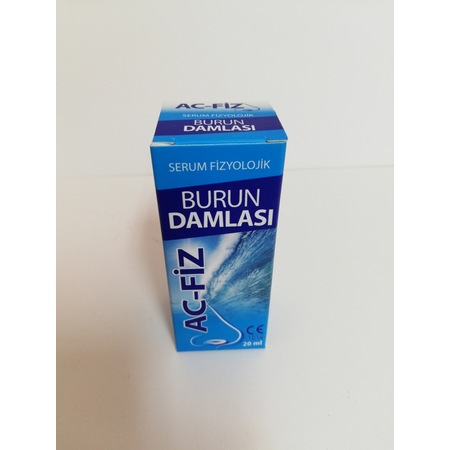 AC-FİZ
SERUM FİZYOLOJİK
BURUN
DAMLASI
SERUM FİZYOLOJİK
BURUN
DAMLASI
AC-FİZ
CE
20 ml